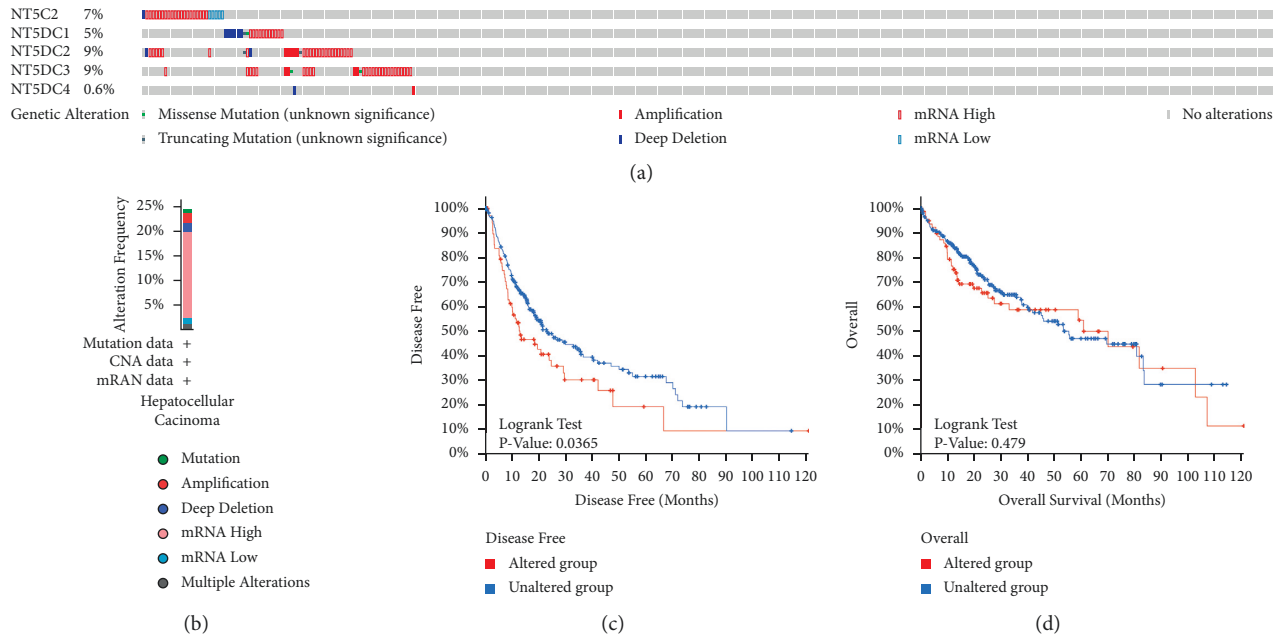 NT5C2 7%
NT5DC1 5%
NT5DC2 9%
NT5DC3 9%
NT5DC4 0.6%
Genetic Alteration Missense Mutation (unknown significance) Amplification mRNA High No alterations
Truncating Mutation (unknown significance) Deep Deletion mRNA Low
(a)
Alteration Frequency
25%
20%
15%
10%
5%
Mutation data +
CNA data +
mRAN data +
Hepatocellular
Cacinoma
Mutation
Amplification
Deep Deletion
mRNA High
mRNA Low
Multiple Alterations
(b)
Disease Free
100%
90%
80%
70%
60%
50%
40%
30%
20%
10%
0%
Logrank Test
P-Value: 0.0365
0 10 20 30 40 50 60 70 80 90 100 110 120
Disease Free (Months)
Disease Free
Altered group
Unaltered group
(c)
Overall
100%
90%
80%
70%
60%
50%
40%
30%
20%
10%
0%
Logrank Test
P-Value: 0.479
0 10 20 30 40 50 60 70 80 90 100 110 120
Overall Survival (Months)
Overall
Altered group
Unaltered group
(d)